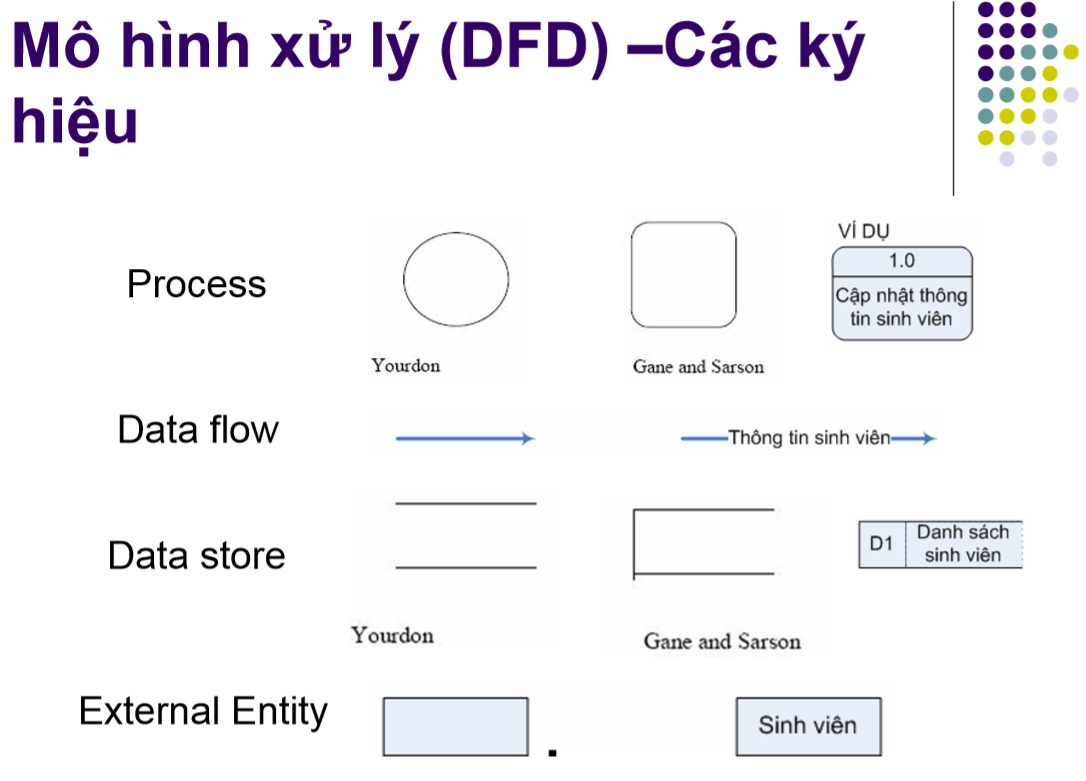 Mô hình xử lý (DFD) –Các ký
hiệu
VÍ DỤ
Process
1.0
Cập nhật thông
tin sinh viên
Yourdon
Gane and Sarson
Data flow
Thông tin sinh viên
Data store
D1
Danh sách
sinh viên
Yourdon
Gane and Sarson
External Entity
.
Sinh viên